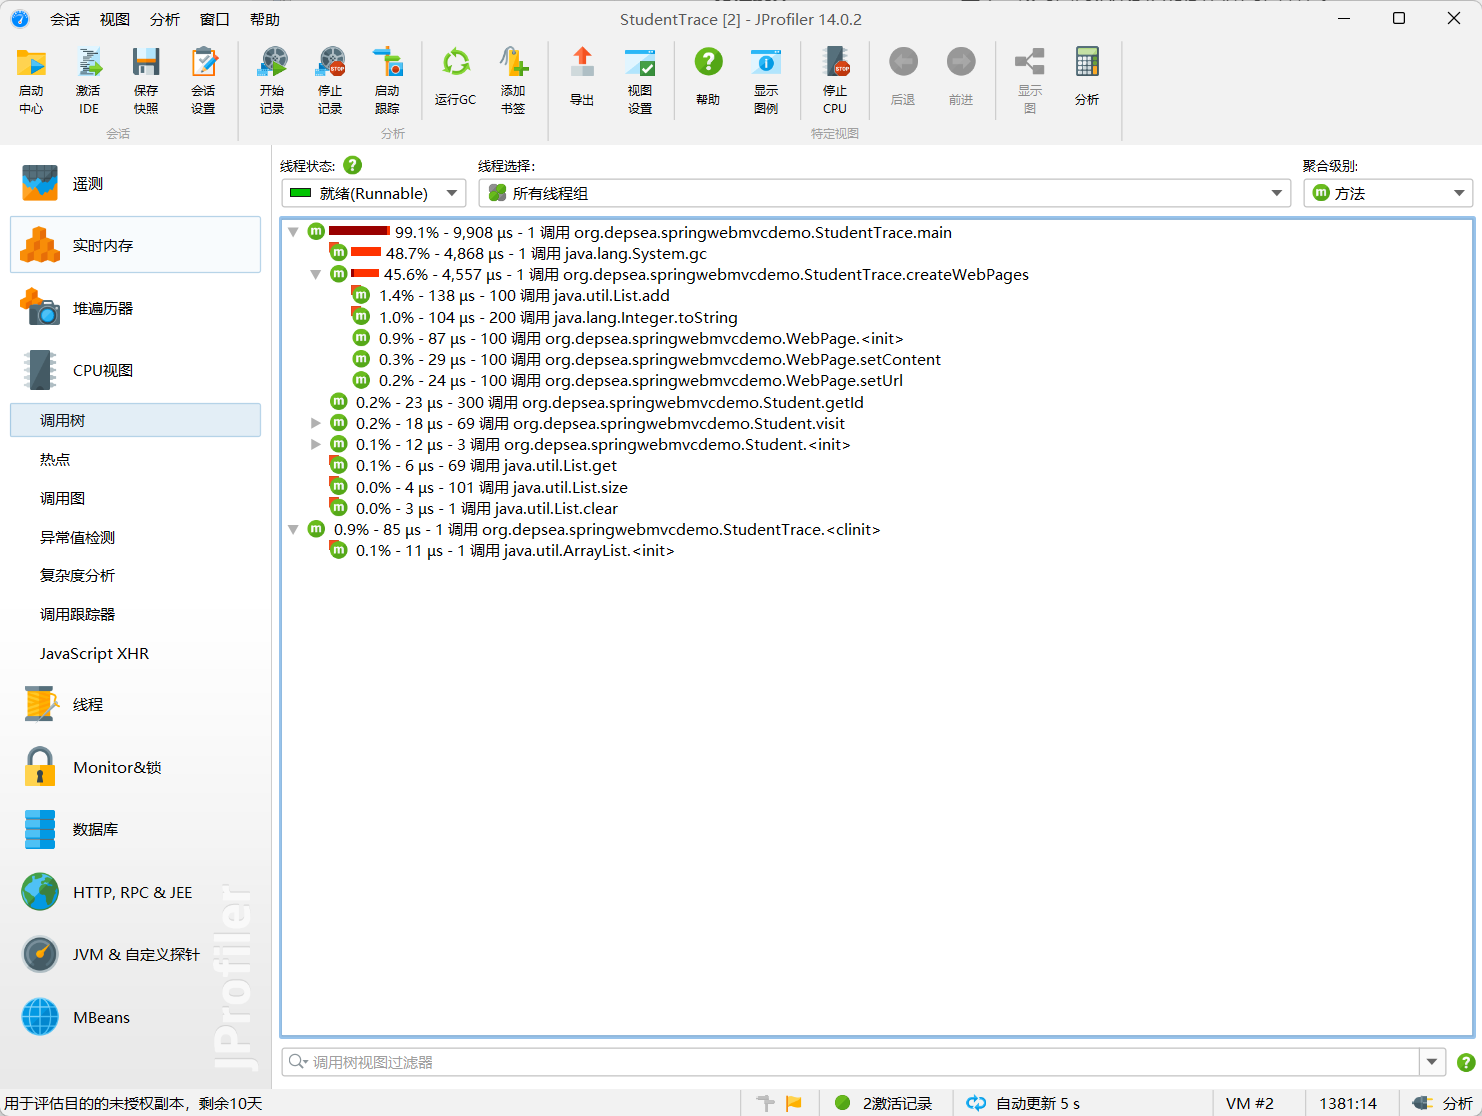 StudentTrace [2] - JProfiler 14.0.2
会话 视图 分析 窗口 帮助
启动中心
激活IDE
保存快照
会话设置
会话
开始记录
停止记录
启动跟踪
运行GC
添加书签
分析
导出
视图设置
帮助
显示图例
停止CPU
后退
前进
显示图
分析
特定视图
遥测
实时内存
堆遍历器
CPU视图
调用树
热点
调用图
异常值检测
复杂度分析
调用跟踪器
JavaScript XHR
线程
Monitor&锁
数据库
HTTP, RPC & JEE
JVM & 自定义探针
MBeans
JProfiler
线程状态: ?
就绪(Runnable)
线程选择:
所有线程组
聚合级别:
m 方法
m 99.1% - 9,908 µs - 1 调用 org.depsea.springwebmvcdemo.StudentTrace.main
m 48.7% - 4,868 µs - 1 调用 java.lang.System.gc
m 45.6% - 4,557 µs - 1 调用 org.depsea.springwebmvcdemo.StudentTrace.createWebPages
m 1.4% - 138 µs - 100 调用 java.util.List.add
m 1.0% - 104 µs - 200 调用 java.lang.Integer.toString
m 0.9% - 87 µs - 100 调用 org.depsea.springwebmvcdemo.WebPage.<init>
m 0.3% - 29 µs - 100 调用 org.depsea.springwebmvcdemo.WebPage.setContent
m 0.2% - 24 µs - 100 调用 org.depsea.springwebmvcdemo.WebPage.setUrl
m 0.2% - 23 µs - 300 调用 org.depsea.springwebmvcdemo.Student.getId
m 0.2% - 18 µs - 69 调用 org.depsea.springwebmvcdemo.Student.visit
m 0.1% - 12 µs - 3 调用 org.depsea.springwebmvcdemo.Student.<init>
m 0.1% - 6 µs - 69 调用 java.util.List.get
m 0.0% - 4 µs - 101 调用 java.util.List.size
m 0.0% - 3 µs - 1 调用 java.util.List.clear
m 0.9% - 85 µs - 1 调用 org.depsea.springwebmvcdemo.StudentTrace.<clinit>
m 0.1% - 11 µs - 1 调用 java.util.ArrayList.<init>
调用树视图过滤器
?
用于评估目的的未授权副本，剩余10天
2激活记录
自动更新 5 s
VM #2
1381:14
分析